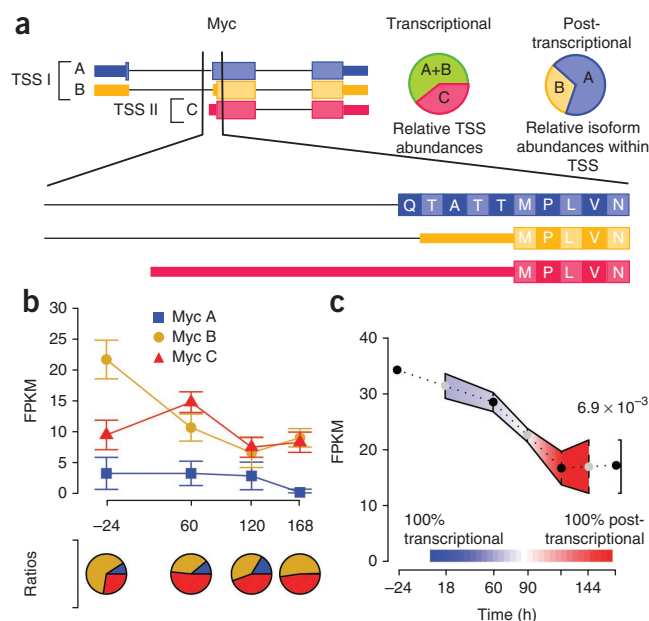 a
Myc
Transcriptional
Post-
transcriptional
TSS I
A
B
TSS II
C
A+B
C
B
A
Relative TSS
abundances
Relative isoform
abundances within
TSS
Q T A T T M P L V N
M P L V N
M P L V N
b
30
25
20
15
10
5
0
FPKM
Myc A
Myc B
Myc C
–24 60 120 168
Ratios
c
40
30
20
10
0
FPKM
6.9 × 10⁻³
100%
transcriptional
100% post-
transcriptional
–24 18 60 90 144
Time (h)